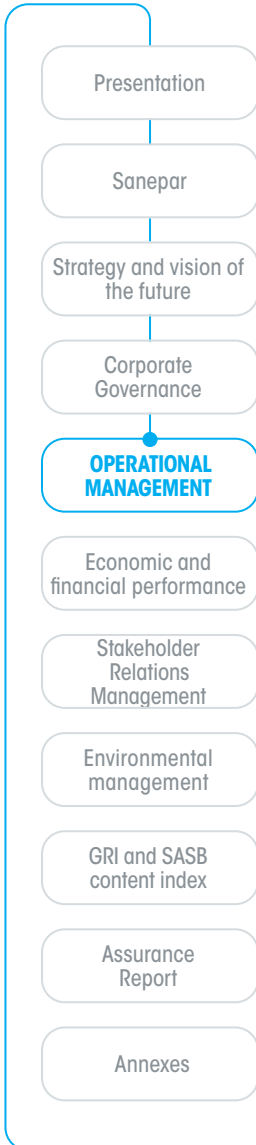 Presentation
Sanepar
Strategy and vision of
the future
Corporate
Governance
OPERATIONAL
MANAGEMENT
Economic and
financial performance
Stakeholder
Relations
Management
Environmental
management
GRI and SASB
content index
Assurance
Report
Annexes